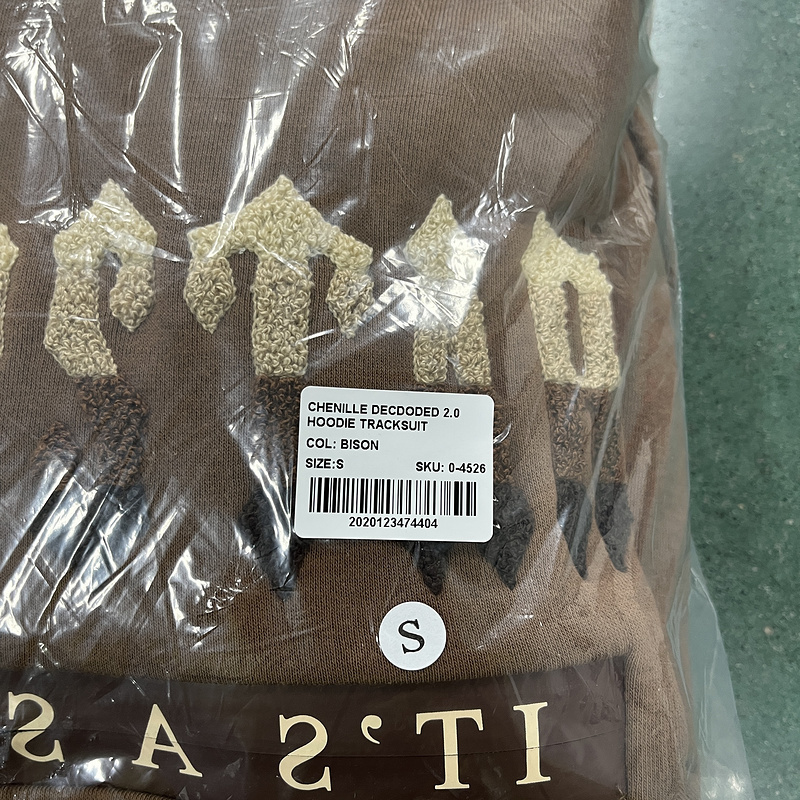 CHENILLE DECDODED 2.0
HOODIE TRACKSUIT
COL: BISON
SIZE:S SKU: 0-4526
2020123474404
S
IT'S A S